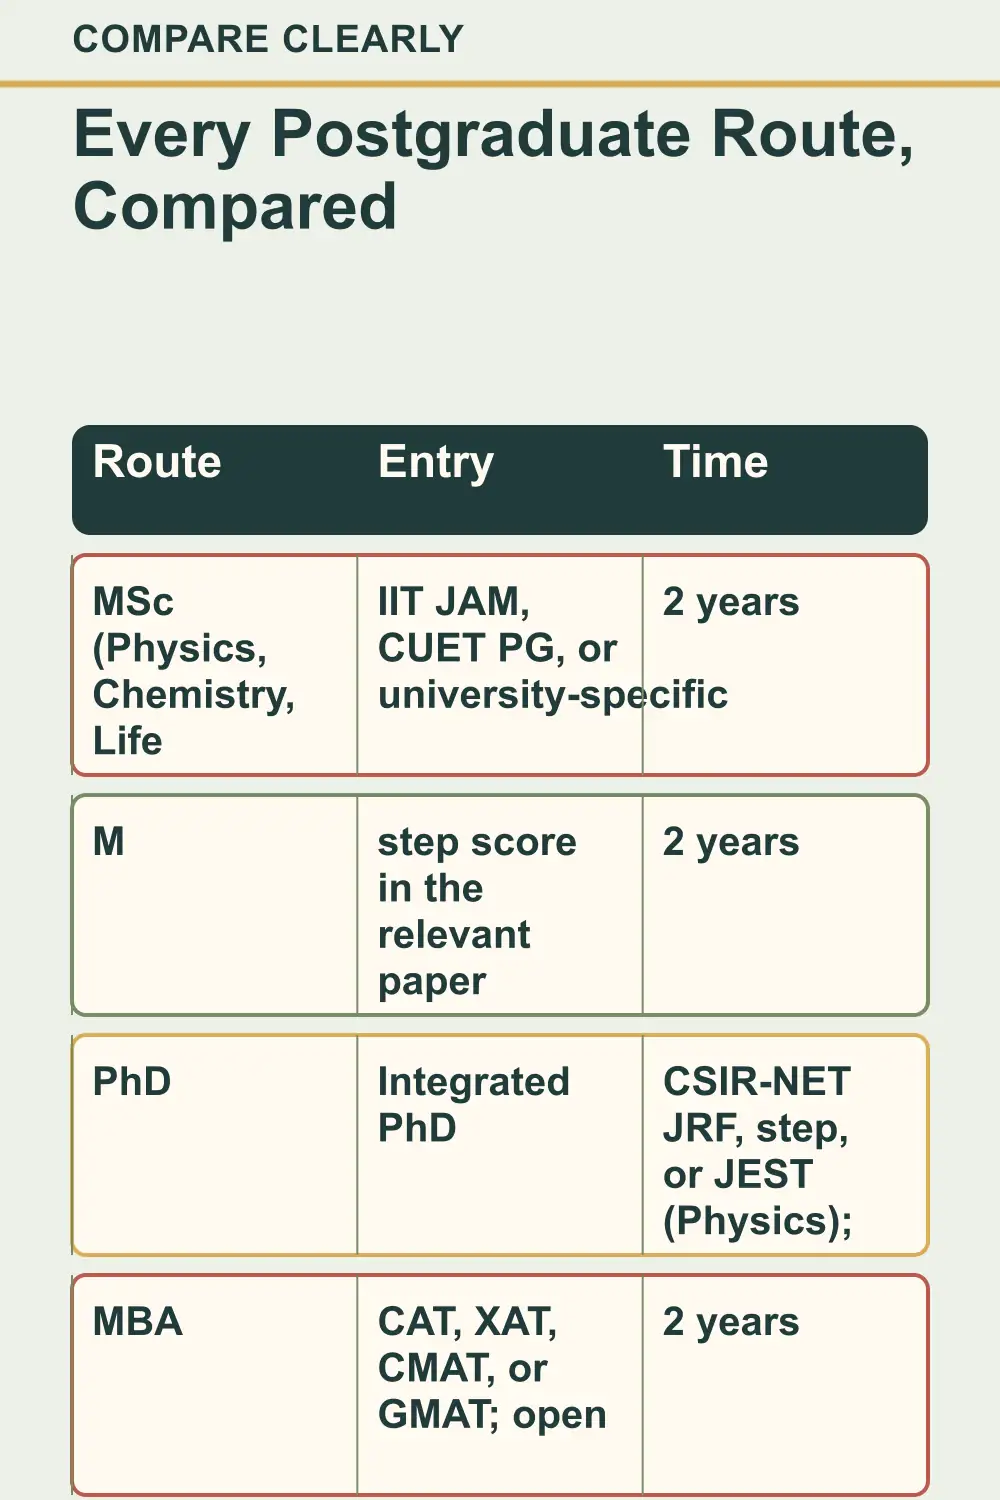 COMPARE CLEARLY
Every Postgraduate Route,
Compared
Route Entry Time
MSc
(Physics,
Chemistry,
Life
IIT JAM,
CUET PG, or
university-specific
2 years
M
step score
in the
relevant
paper
2 years
PhD
Integrated
PhD
CSIR-NET
JRF, step,
or JEST
(Physics);
MBA
CAT, XAT,
CMAT, or
GMAT; open
2 years